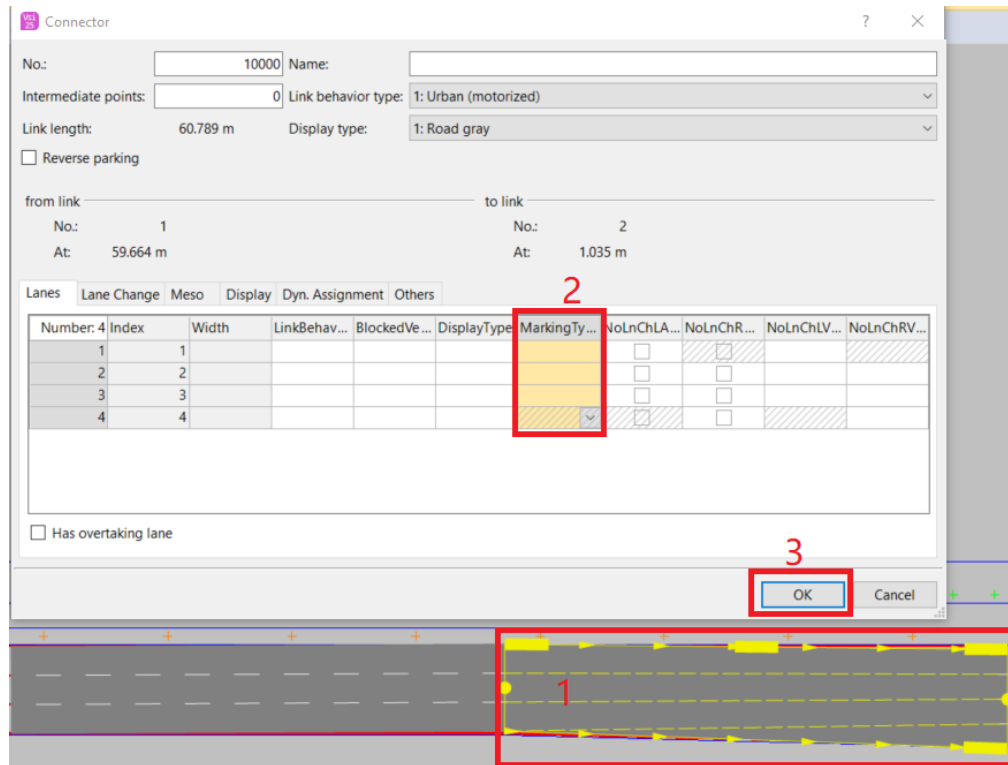 Vs1
25
Connector
?
No.: 10000 Name:
Intermediate points: 0 Link behavior type: 1: Urban (motorized)
Link length: 60.789 m Display type: 1: Road gray
Reverse parking
from link
to link
No.: 1
No.: 2
At: 59.664 m
At: 1.035 m
2
Lanes Lane Change Meso Display Dyn. Assignment Others
Number: 4 Index Width LinkBehav... BlockedVe... DisplayType MarkingTy... NoLnChLA... NoLnChR... NoLnChLV... NoLnChRV...
1 1
2 2
3 3
4 4
Has overtaking lane
3
OK Cancel
1